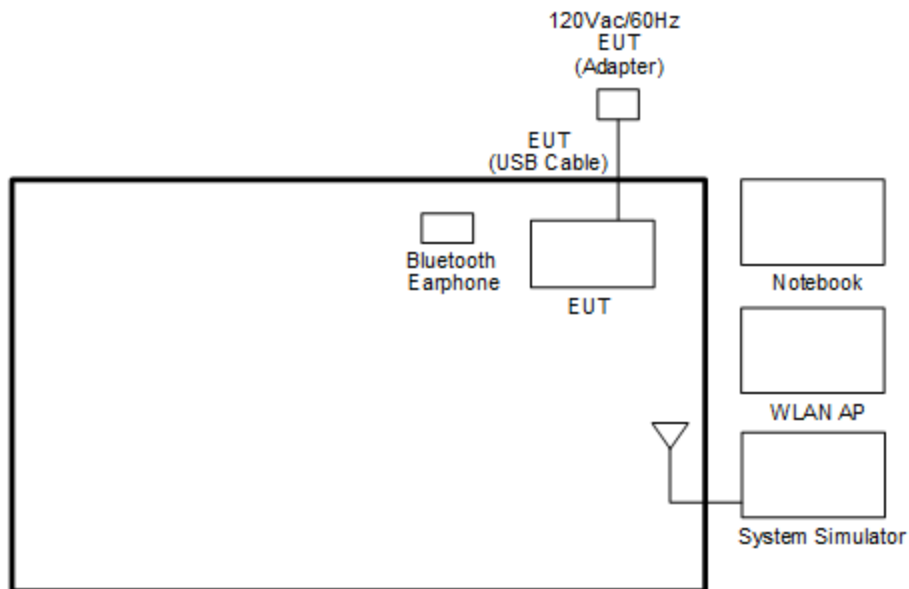 120Vac/60Hz
EUT
(Adapter)
EUT
(USB Cable)
Bluetooth
Earphone
EUT
Notebook
WLAN AP
System Simulator